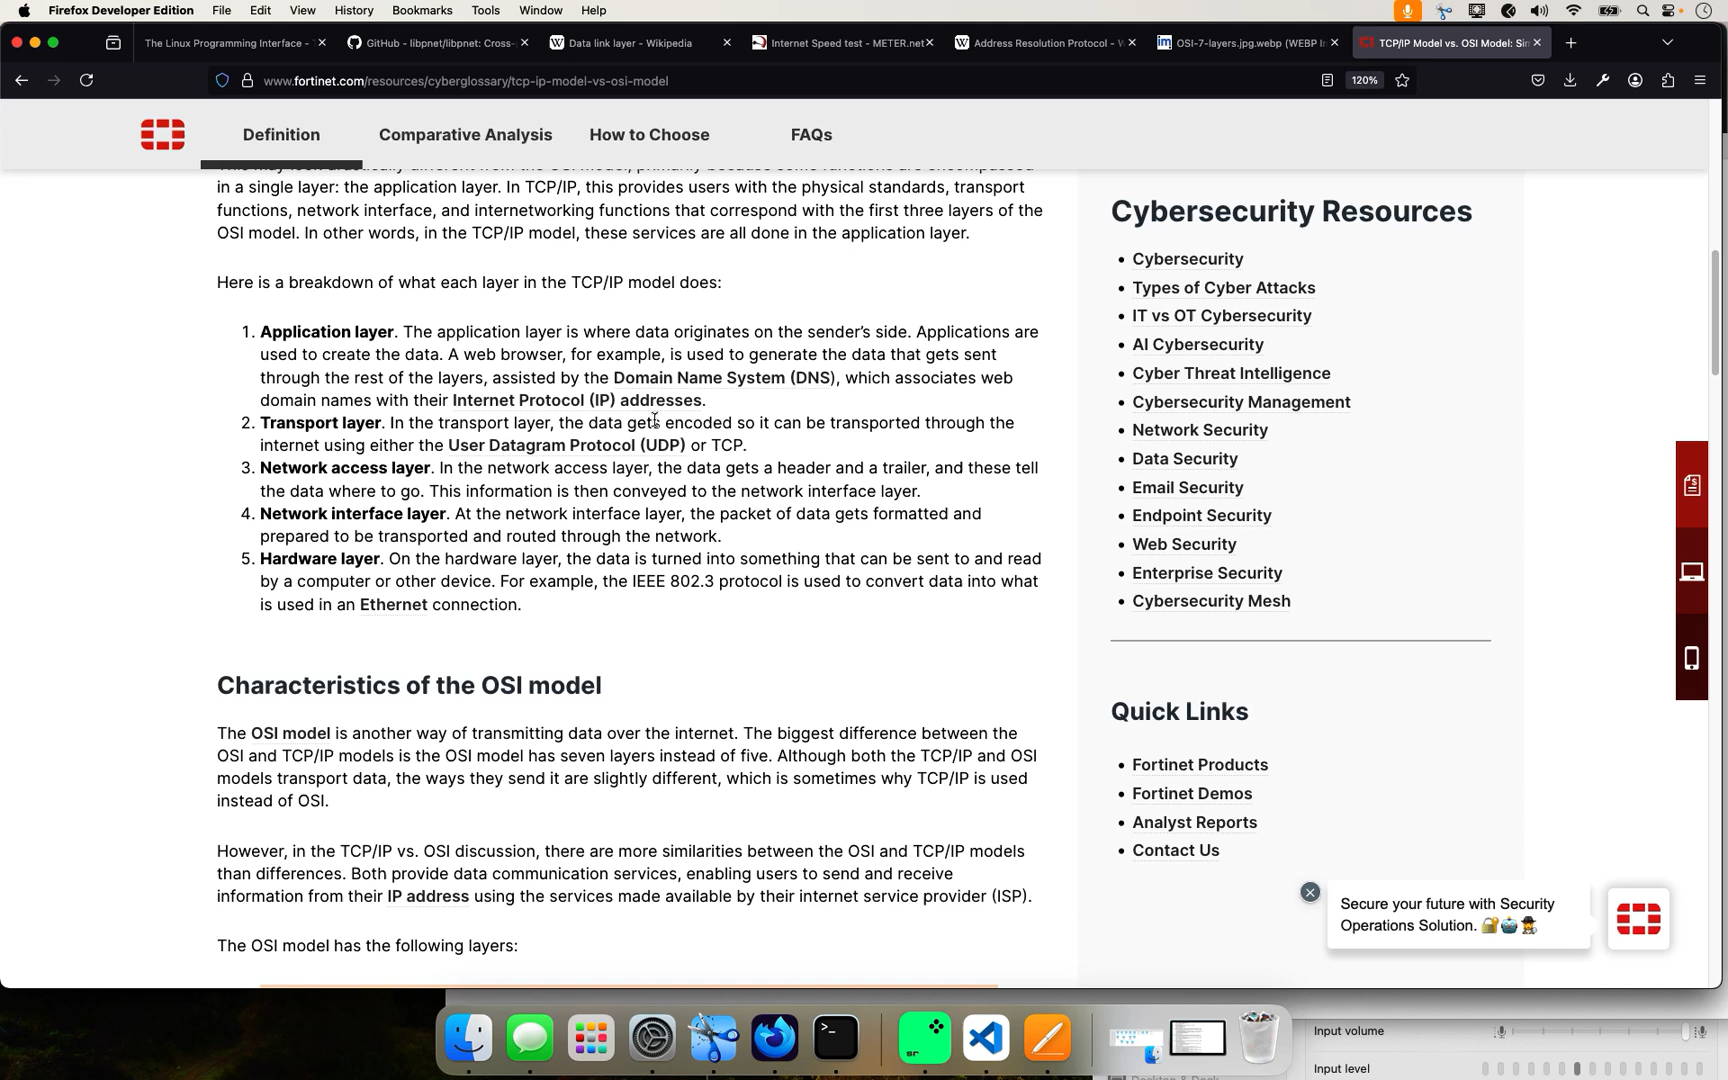 Firefox Developer Edition File Edit View History Bookmarks Tools Window Help
The Linux Programming Interface -
GitHub - libpnet/libpnet: Cross-
Data link layer - Wikipedia
Internet Speed test - METER.net
Address Resolution Protocol -
OSI-7-layers.jpg.webp (WEBP
TCP/IP Model vs. OSI Model:
www.fortinet.com/resources/cyberglossary/tcp-ip-model-vs-osi-model
120%
Definition
Comparative Analysis
How to Choose
FAQs
in a single layer: the application layer. In TCP/IP, this provides users with the physical standards, transport
functions, network interface, and internetworking functions that correspond with the first three layers of the
OSI model. In other words, in the TCP/IP model, these services are all done in the application layer.
Here is a breakdown of what each layer in the TCP/IP model does:
1. Application layer. The application layer is where data originates on the sender’s side. Applications are
used to create the data. A web browser, for example, is used to generate the data that gets sent
through the rest of the layers, assisted by the Domain Name System (DNS), which associates web
domain names with their Internet Protocol (IP) addresses.
2. Transport layer. In the transport layer, the data gets encoded so it can be transported through the
internet using either the User Datagram Protocol (UDP) or TCP.
3. Network access layer. In the network access layer, the data gets a header and a trailer, and these tell
the data where to go. This information is then conveyed to the network interface layer.
4. Network interface layer. At the network interface layer, the packet of data gets formatted and
prepared to be transported and routed through the network.
5. Hardware layer. On the hardware layer, the data is turned into something that can be sent to and read
by a computer or other device. For example, the IEEE 802.3 protocol is used to convert data into what
is used in an Ethernet connection.
Characteristics of the OSI model
The OSI model is another way of transmitting data over the internet. The biggest difference between the
OSI and TCP/IP models is the OSI model has seven layers instead of five. Although both the TCP/IP and OSI
models transport data, the ways they send it are slightly different, which is sometimes why TCP/IP is used
instead of OSI.
However, in the TCP/IP vs. OSI discussion, there are more similarities between the OSI and TCP/IP models
than differences. Both provide data communication services, enabling users to send and receive
information from their IP address using the services made available by their internet service provider (ISP).
The OSI model has the following layers:
Cybersecurity Resources
• Cybersecurity
• Types of Cyber Attacks
• IT vs OT Cybersecurity
• AI Cybersecurity
• Cyber Threat Intelligence
• Cybersecurity Management
• Network Security
• Data Security
• Email Security
• Endpoint Security
• Web Security
• Enterprise Security
• Cybersecurity Mesh
Quick Links
• Fortinet Products
• Fortinet Demos
• Analyst Reports
• Contact Us
Secure your future with Security
Operations Solution. 🔐🤖🕵️
sr
Input volume
Input level